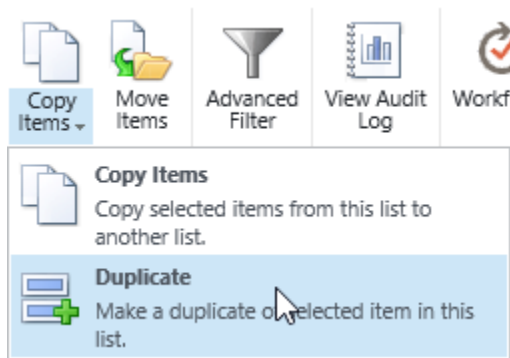 Copy Move Advanced View Audit Workf
Items Items Filter Log
Copy Items
Copy selected items from this list to
another list.
Duplicate
Make a duplicate of selected item in this
list.